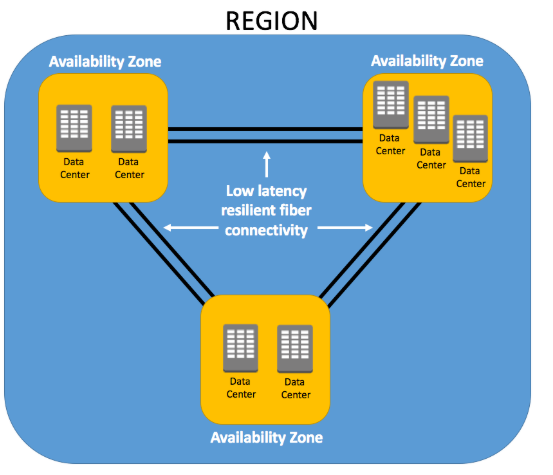 REGION
Availability Zone
Availability Zone
Data
Center
Data
Center
Data
Center
Data
Center
Data
Center
Low latency
resilient fiber
connectivity
Data
Center
Data
Center
Availability Zone